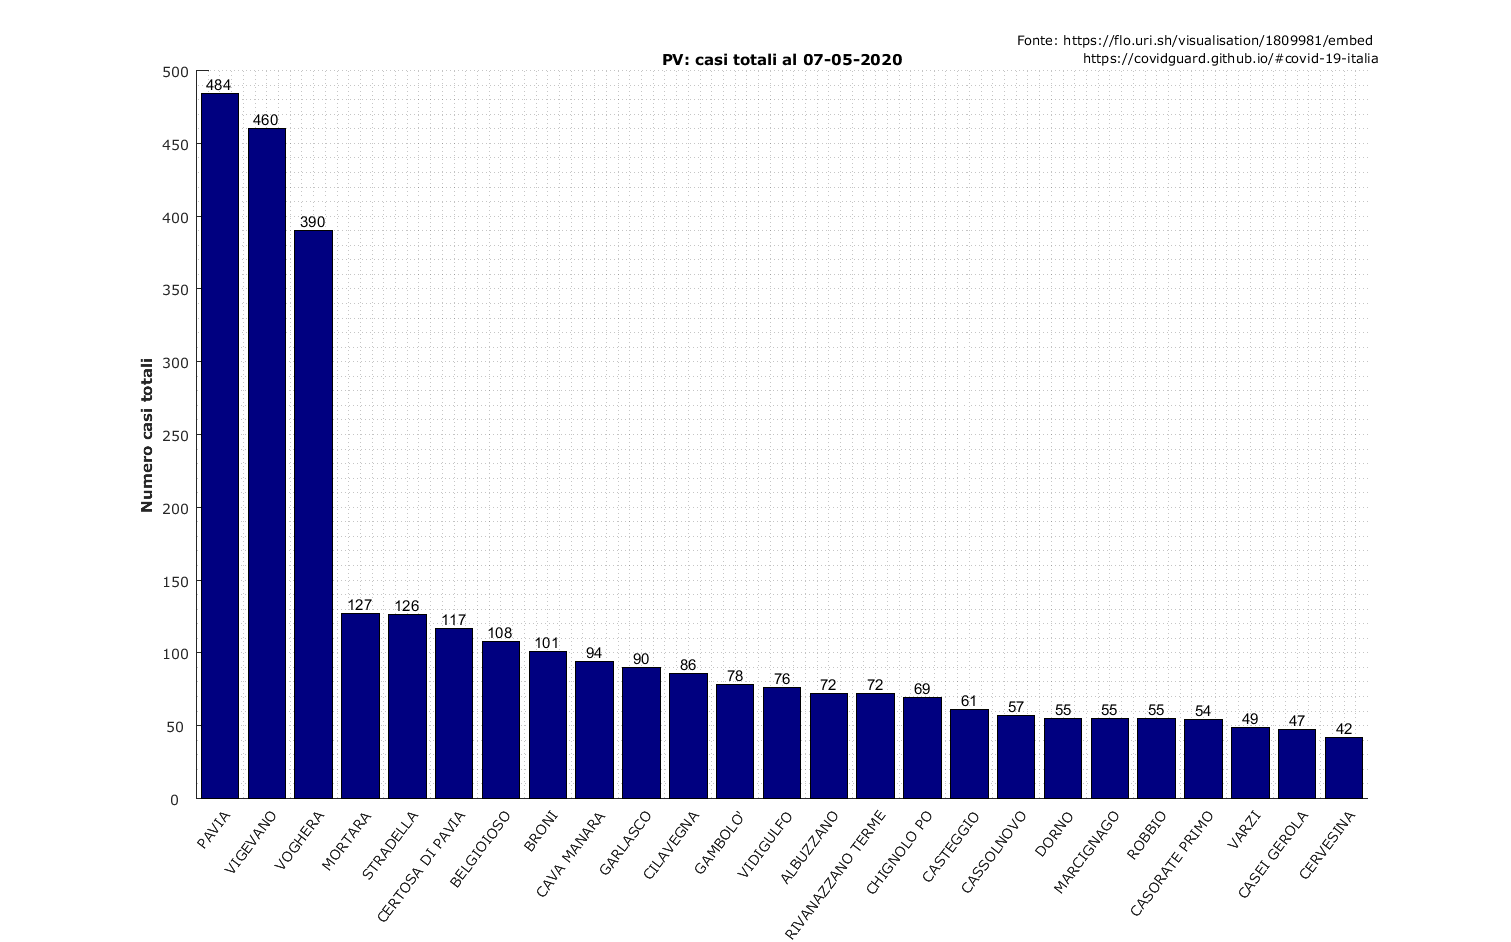 Fonte: https://flo.uri.sh/visualisation/1809981/embed
https://covidguard.github.io/#covid-19-italia
PV: casi totali al 07-05-2020
Numero casi totali
500
450
400
350
300
250
200
150
100
50
0
484
460
390
127
126
117
108
101
94
90
86
78
76
72
72
69
61
57
55
55
55
54
49
47
42
PAVIA
VIGEVANO
VOGHERA
MORTARA
STRADELLA
CERTOSA DI PAVIA
BELGIOIOSO
BRONI
CAVA MANARA
GARLASCO
CILAVEGNA
GAMBOLO'
VIDIGULFO
ALBUZZANO
RIVANAZZANO TERME
CHIGNOLO PO
CASTEGGIO
CASSOLNOVO
DORNO
MARCIGNAGO
ROBBIO
CASORATE PRIMO
VARZI
CASEI GEROLA
CERVESINA